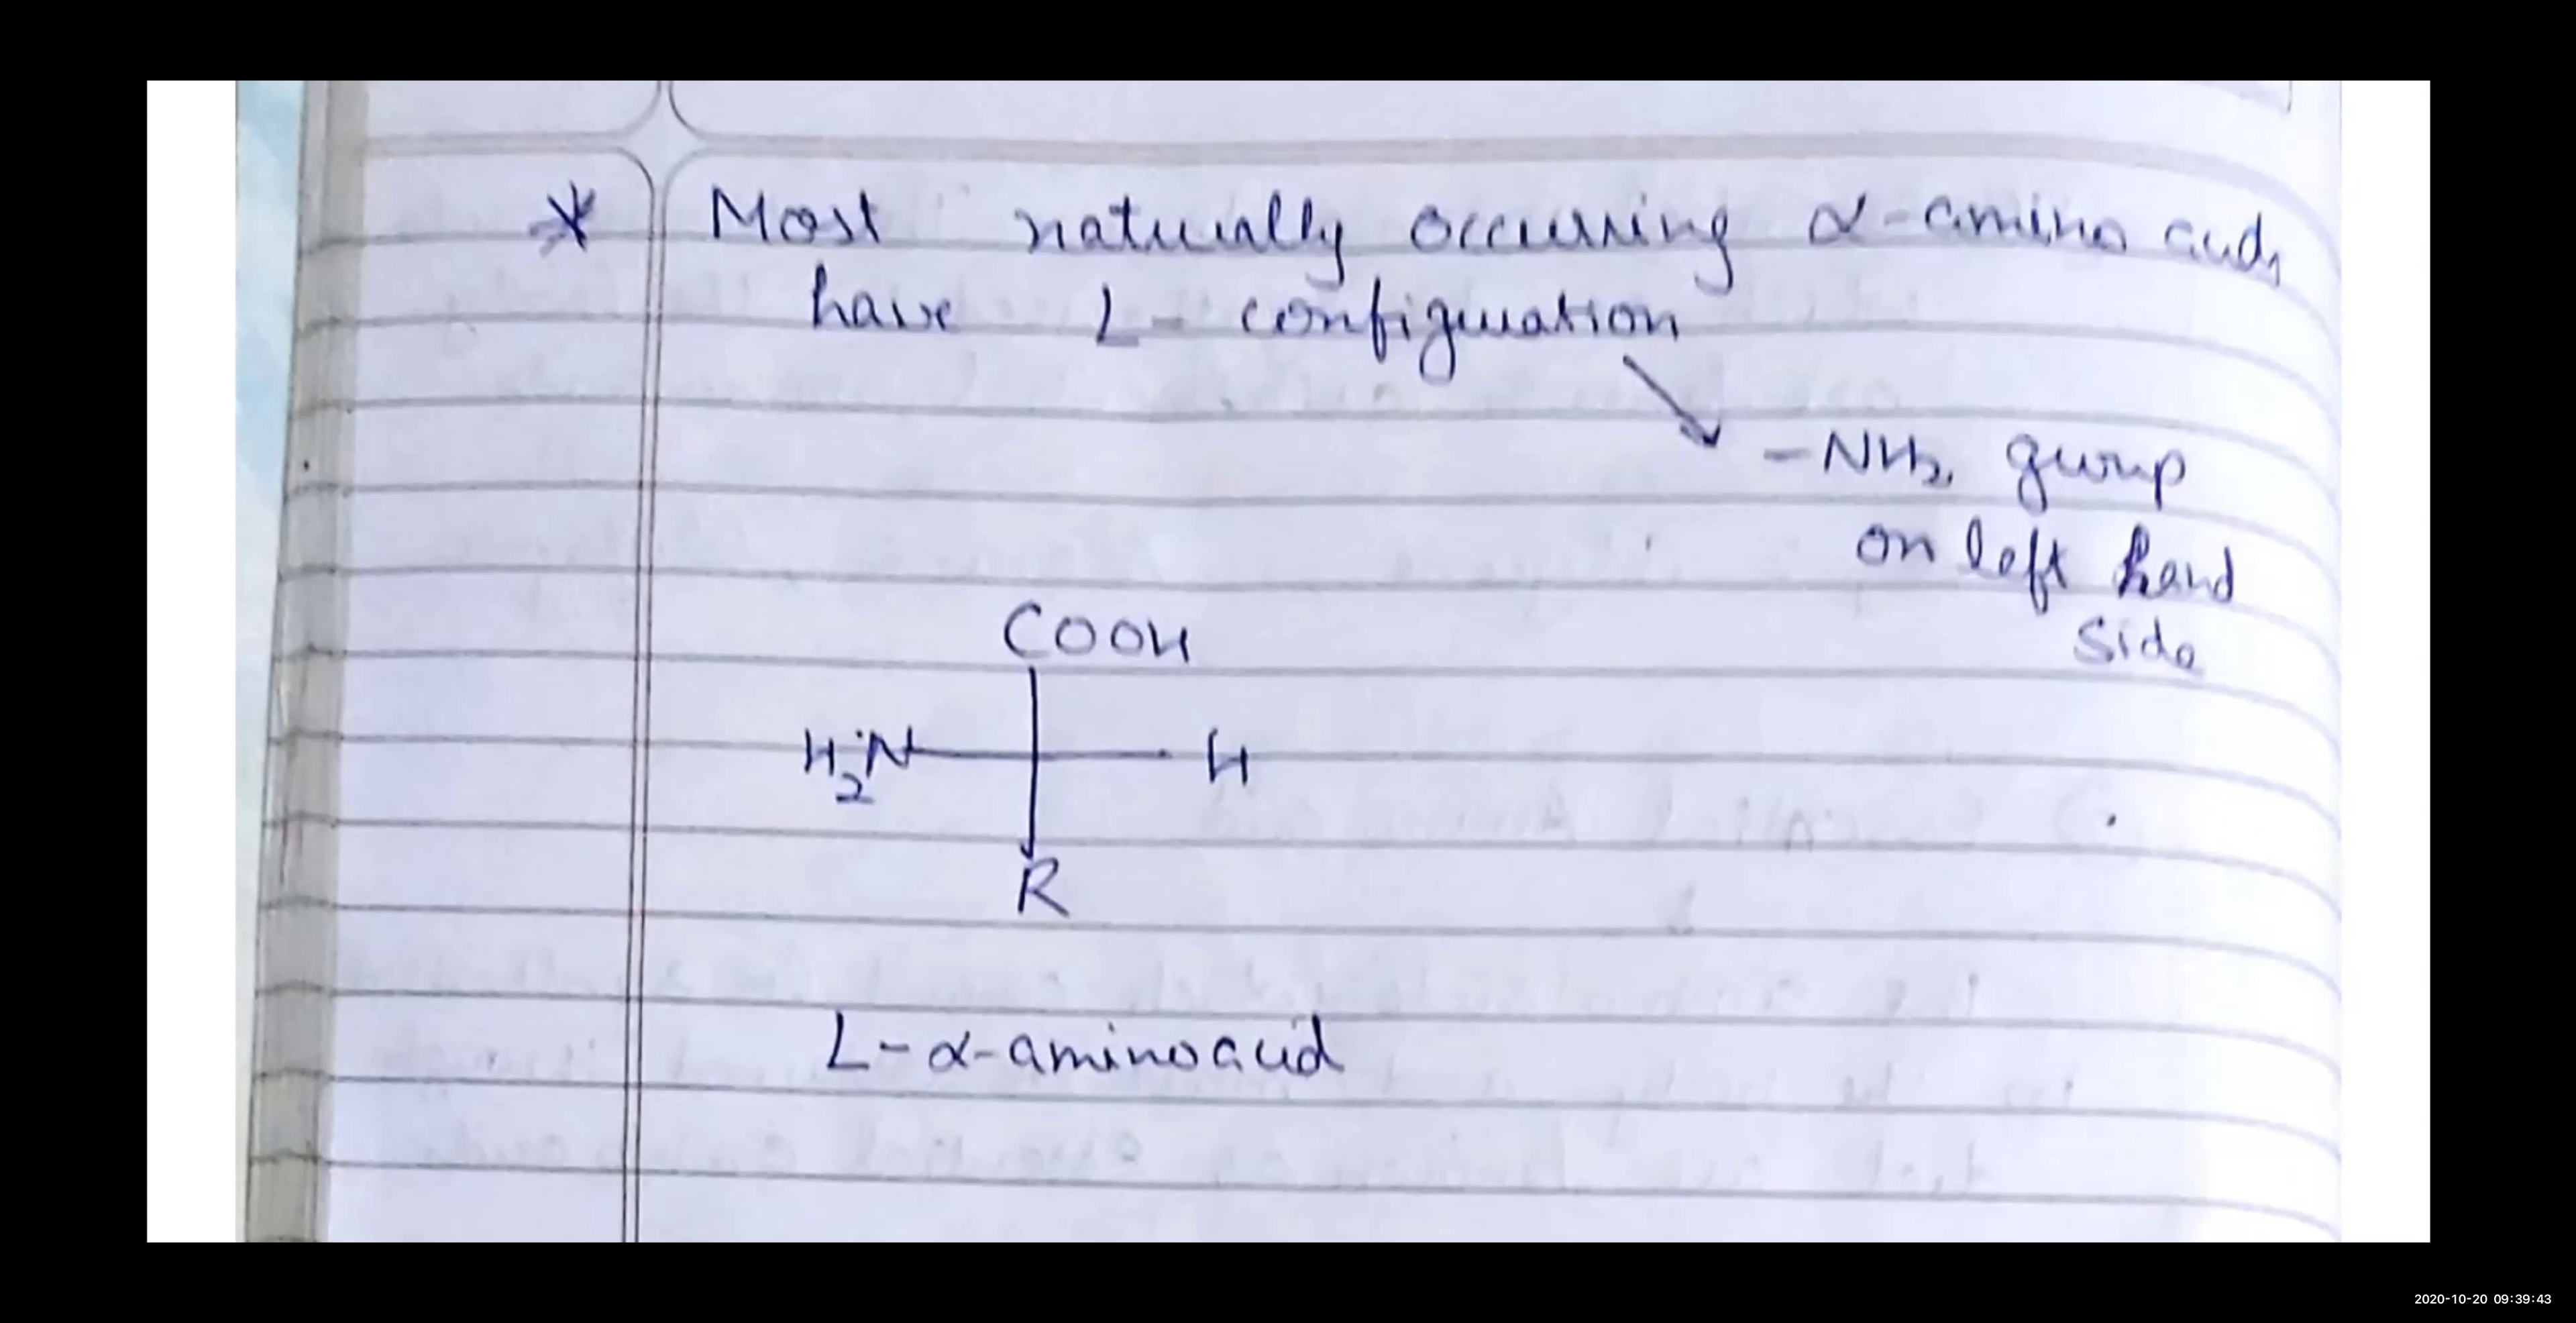 * Most naturally occurring α-amino acids
have L- configuration
-NH₂ group
on left hand
side
COOH
H₂N H
R
L-α-aminoacid
2020-10-20 09:39:43